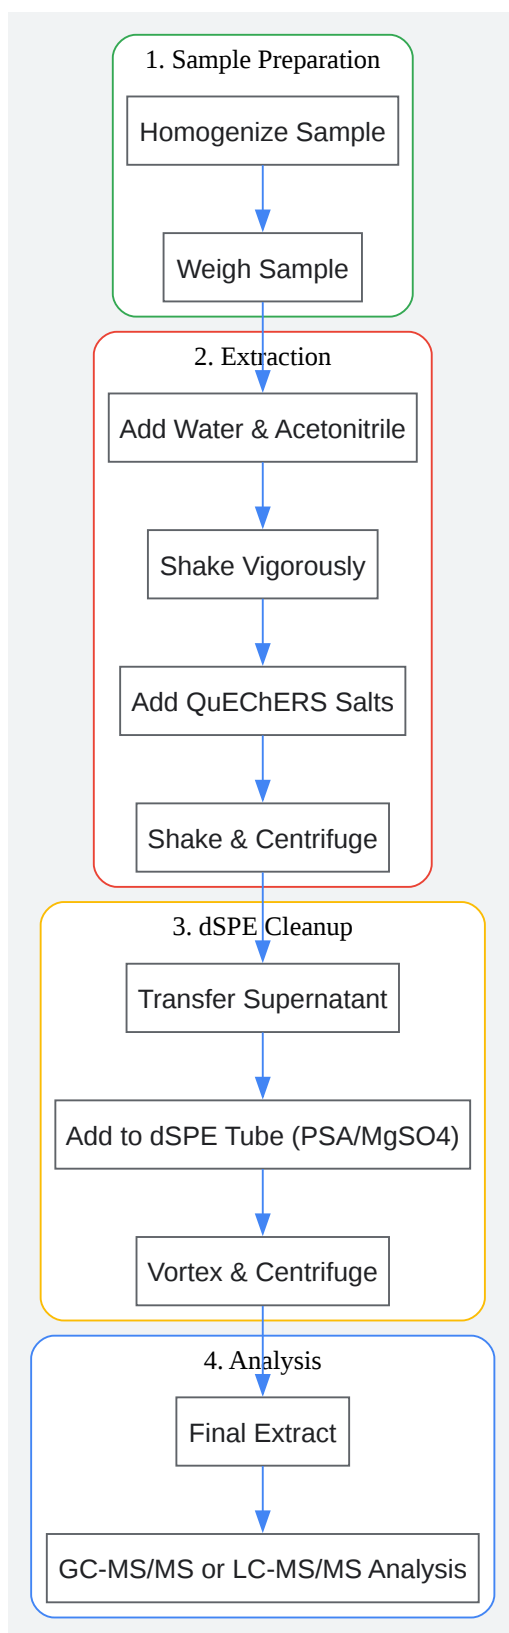 1. Sample Preparation
Homogenize Sample
Weigh Sample
2. Extraction
Add Water & Acetonitrile
Shake Vigorously
Add QuEChERS Salts
Shake & Centrifuge
3. dSPE Cleanup
Transfer Supernatant
Add to dSPE Tube (PSA/MgSO4)
Vortex & Centrifuge
4. Analysis
Final Extract
GC-MS/MS or LC-MS/MS Analysis